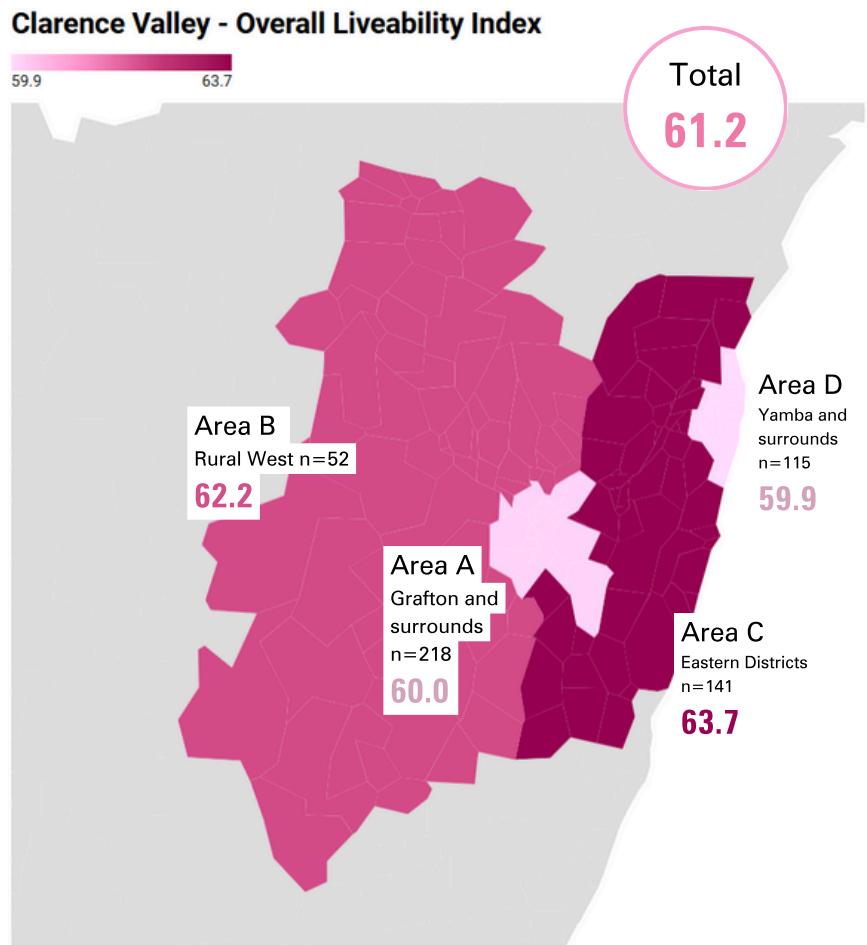 Clarence Valley - Overall Liveability Index
59.9
63.7
Total
61.2
Area D
Yamba and
surrounds
n=115
59.9
Area B
Rural West n=52
62.2
Area A
Grafton and
surrounds
n=218
60.0
Area C
Eastern Districts
n=141
63.7